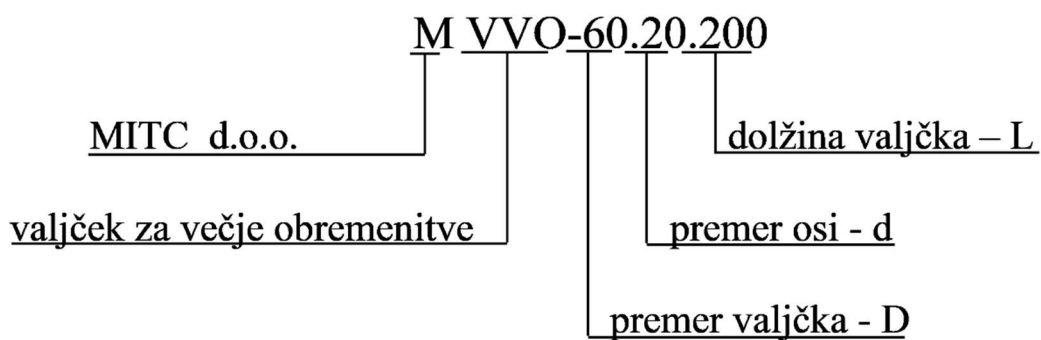 M VVO-60.20.200
MITC d.o.o.
dolžina valjčka – L
valjček za večje obremenitve
premer osi - d
premer valjčka - D